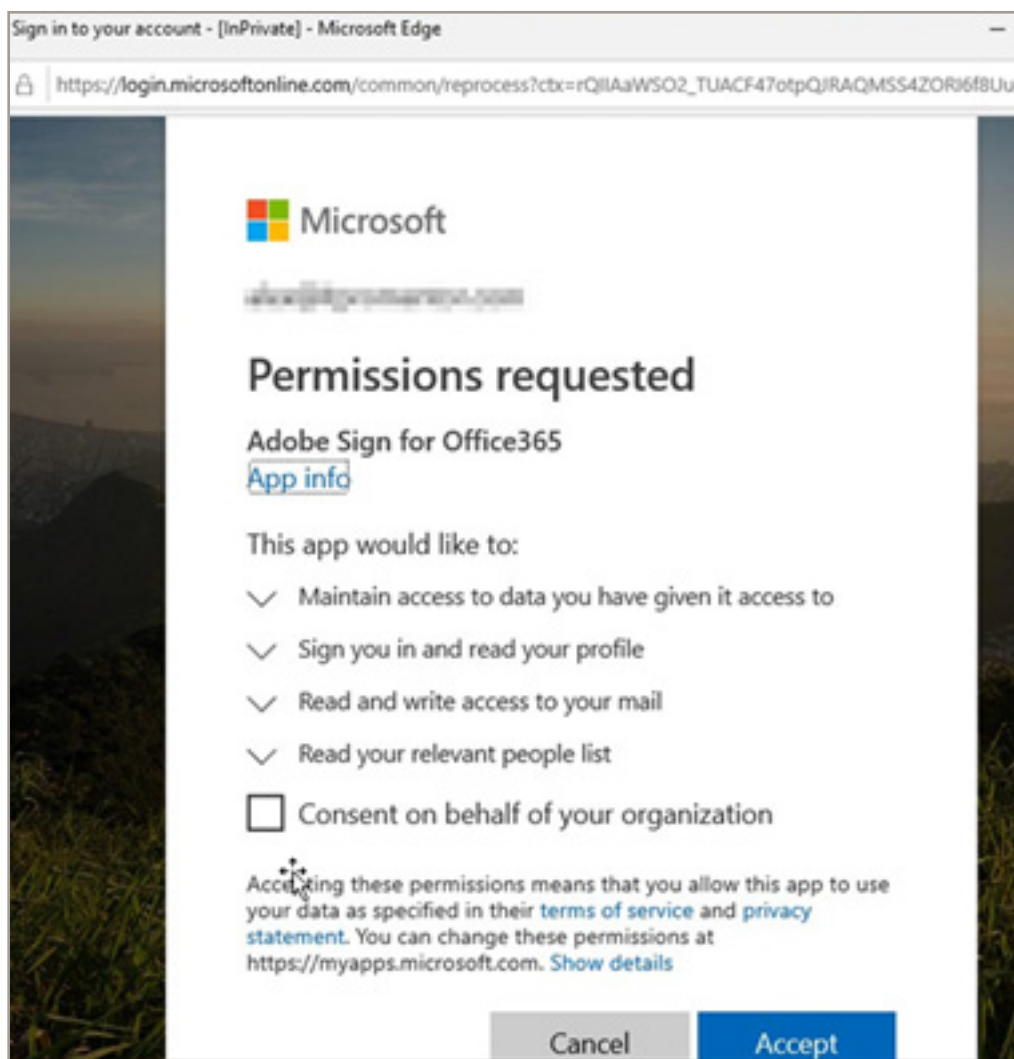 Sign in to your account - [InPrivate] - Microsoft Edge
https://login.microsoftonline.com/common/reprocess?ctx=
Microsoft
Permissions requested
Adobe Sign for Office365
App info
This app would like to:
Maintain access to data you have given it access to
Sign you in and read your profile
Read and write access to your mail
Read your relevant people list
Consent on behalf of your organization
Accepting these permissions means that you allow this app to use
your data as specified in their terms of service and privacy
statement. You can change these permissions at
https://myapps.microsoft.com. Show details
Cancel
Accept